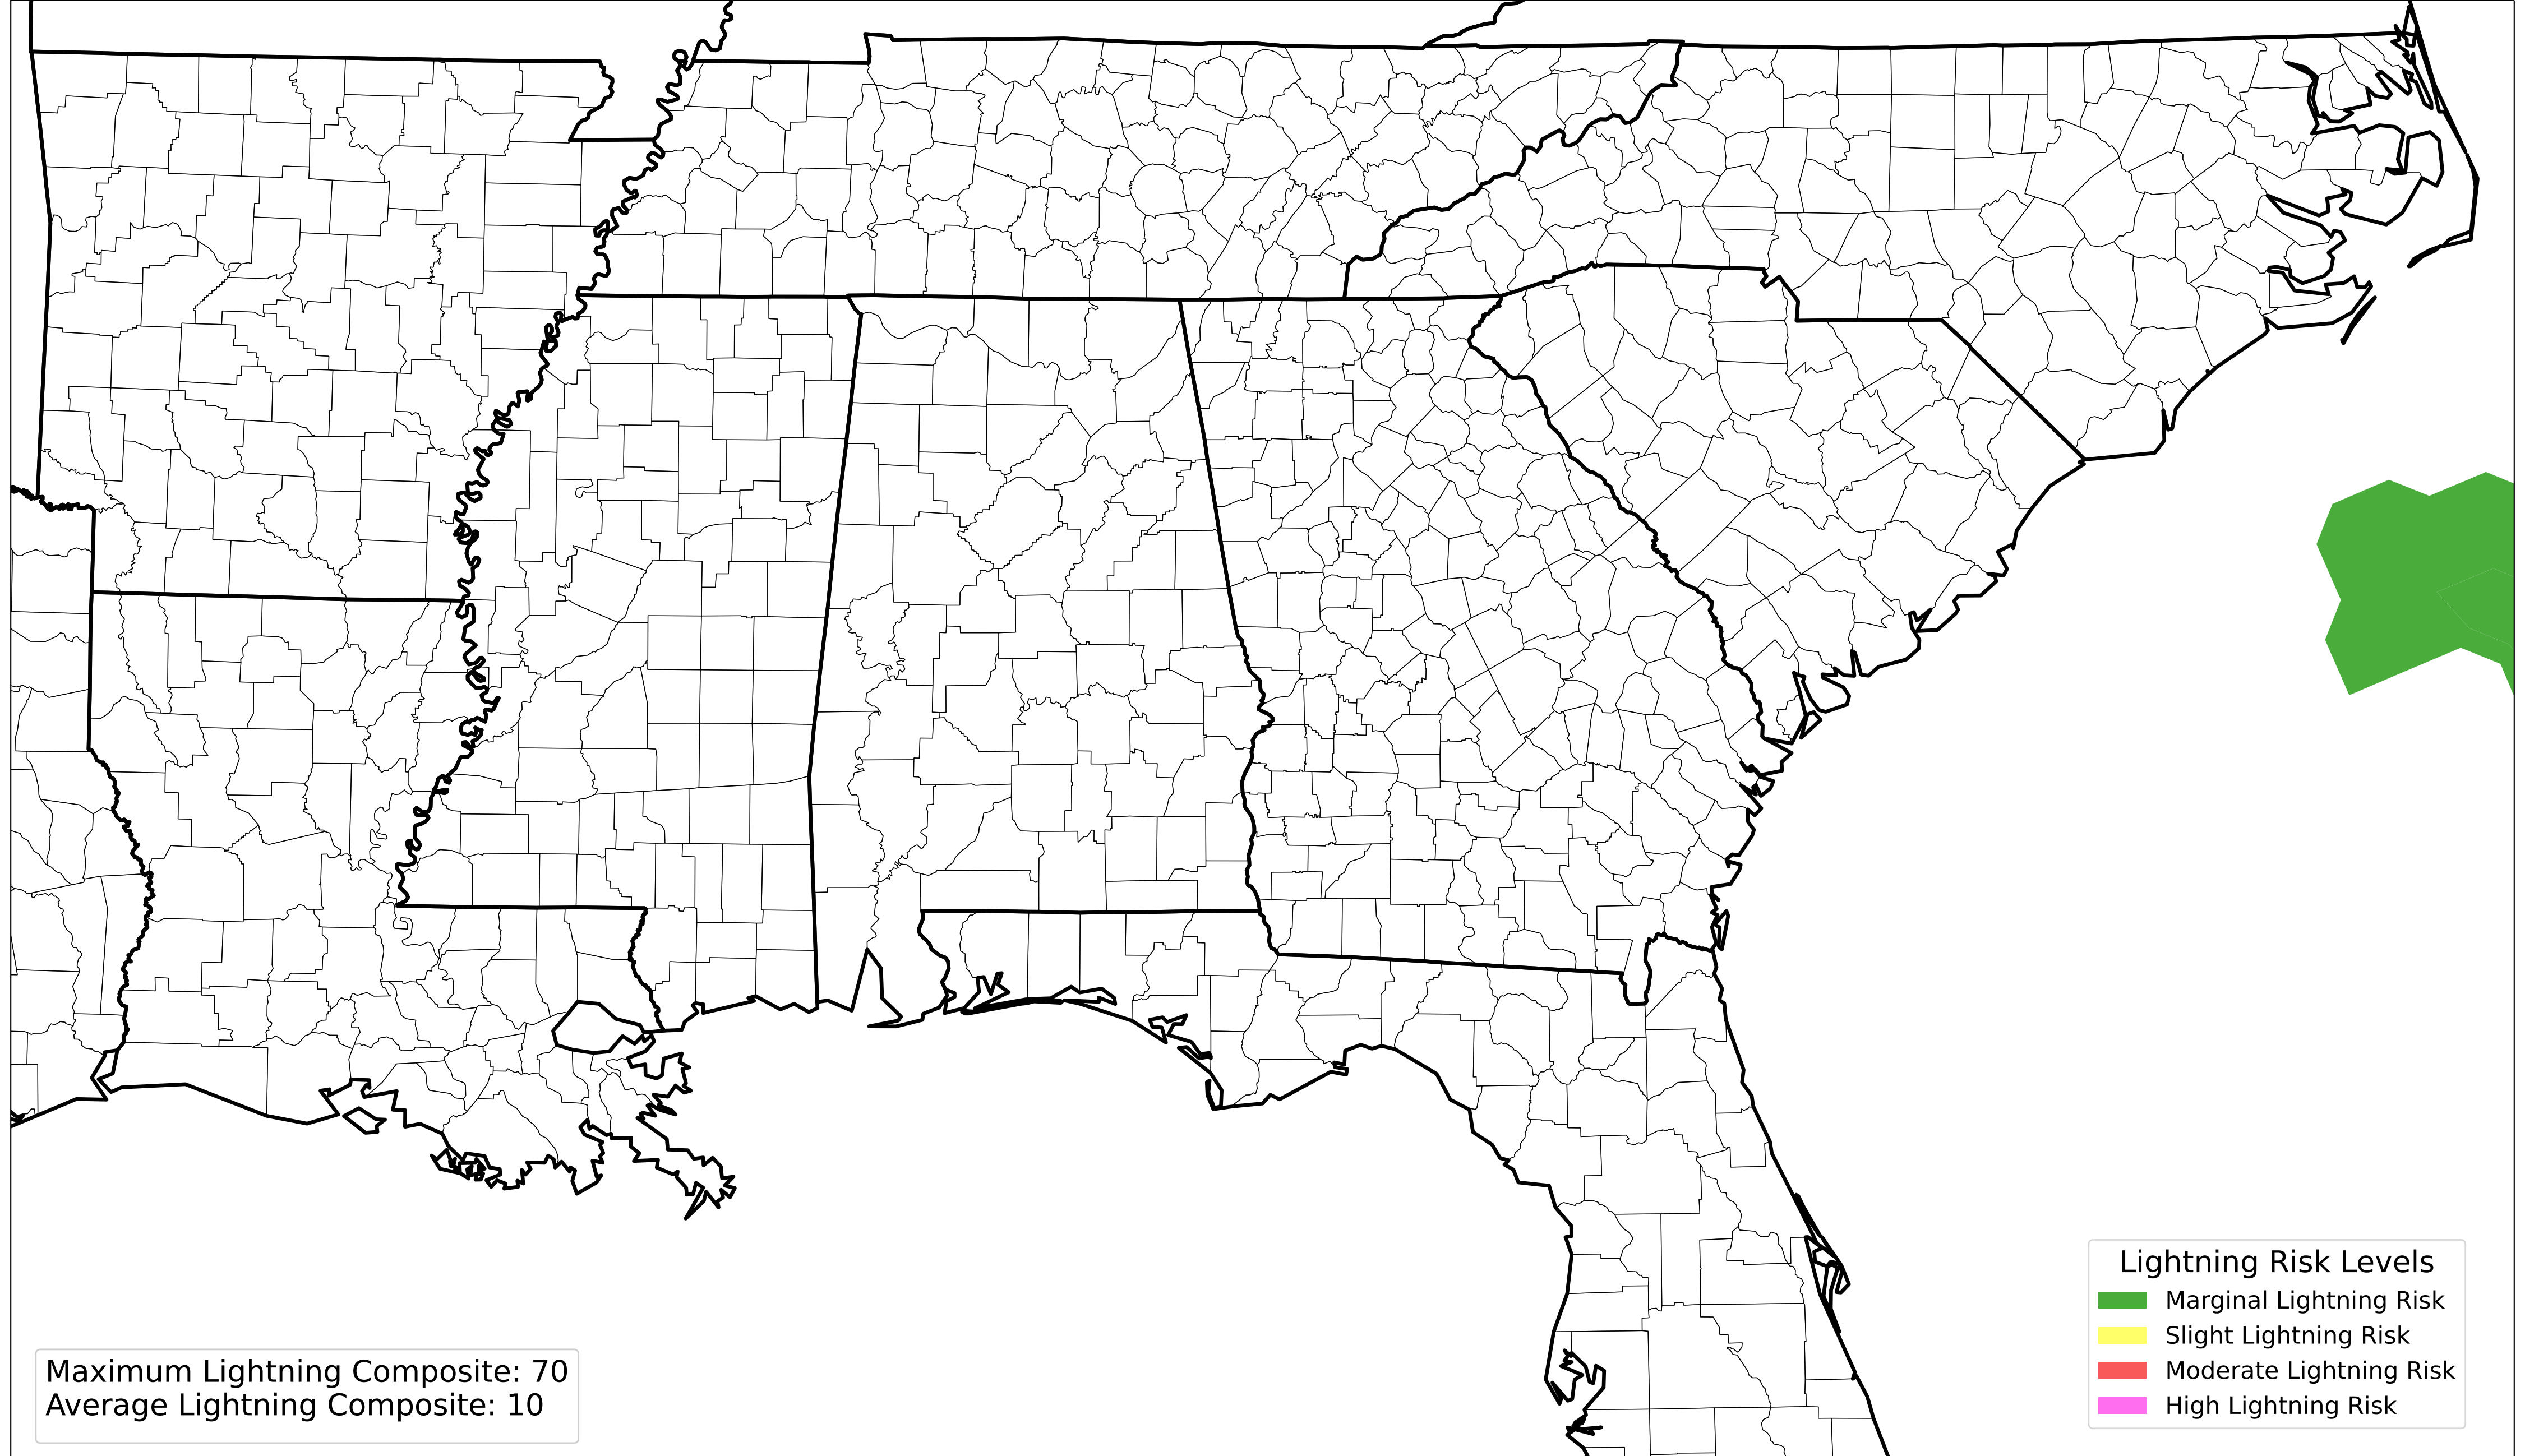 Maximum Lightning Composite: 70
Average Lightning Composite: 10
Lightning Risk Levels
Marginal Lightning Risk
Slight Lightning Risk
Moderate Lightning Risk
High Lightning Risk